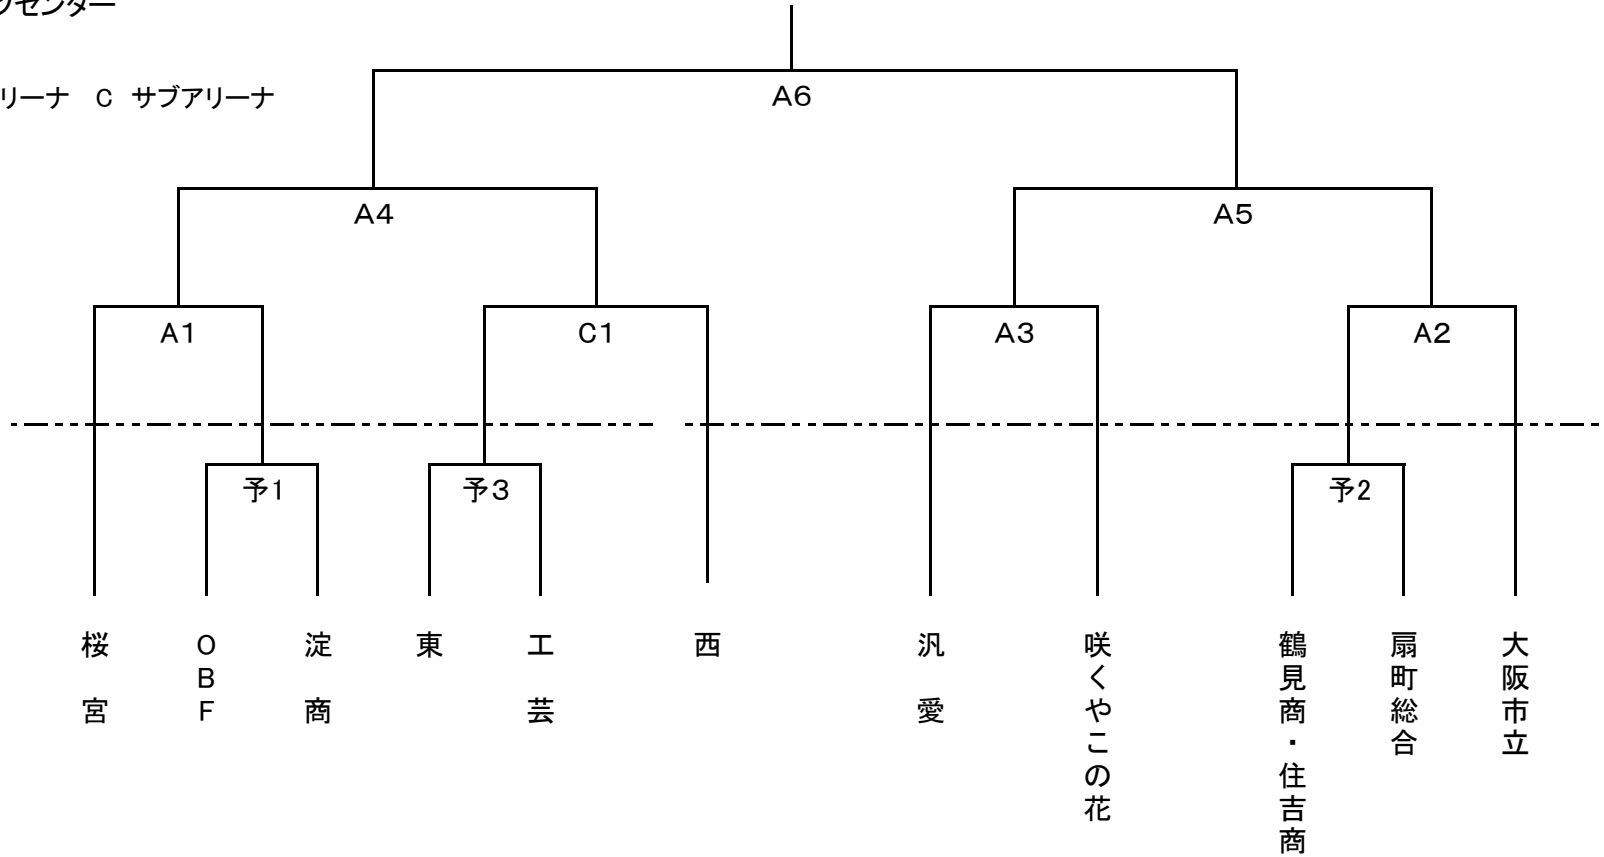 グセンター
リーナ　C　サブアリーナ
A6
A4
A5
A1
C1
A3
A2
予1
予3
予2
桜宮
OBF
淀商
東
工芸
西
汎愛
咲くやこの花
鶴見商・住吉商
扇町総合
大阪市立